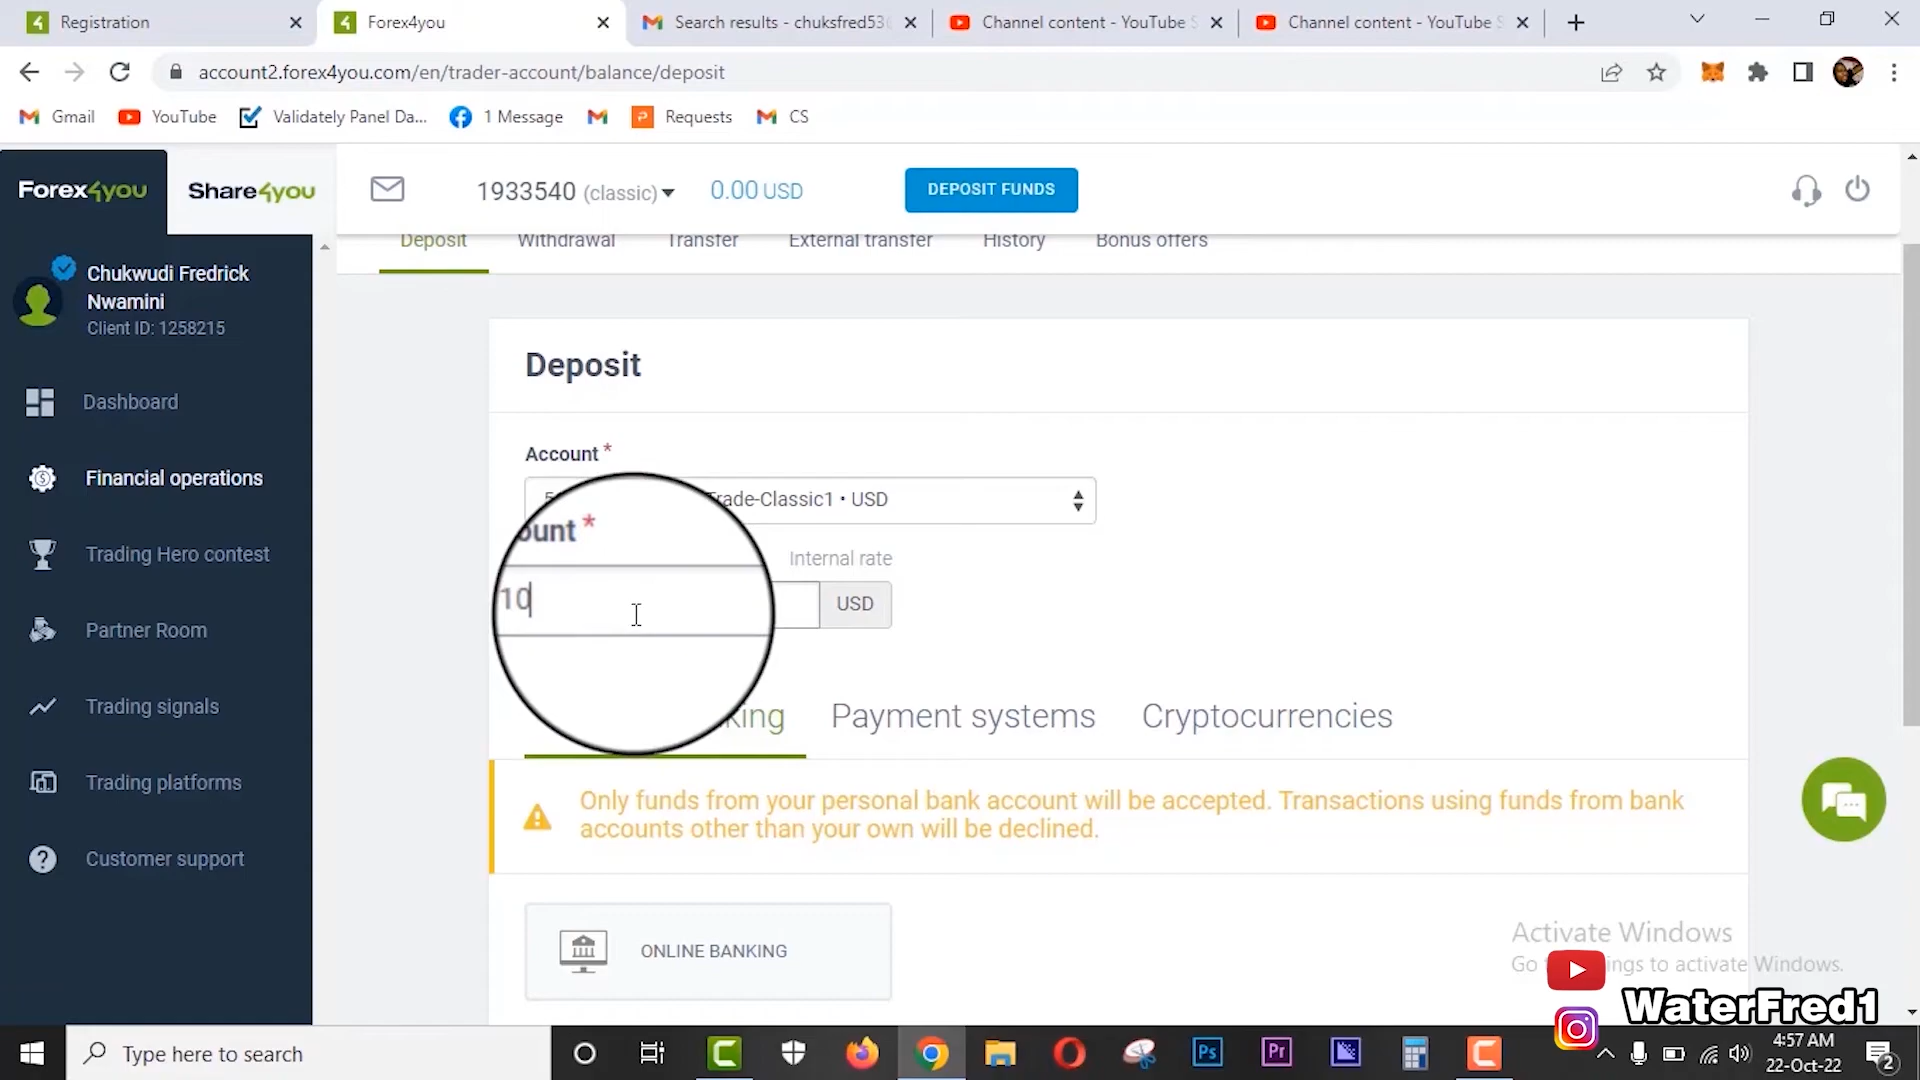 Registration
Forex4you
Search results - chuksfred53
Channel content - YouTube S
Channel content - YouTube S
account2.forex4you.com/en/trader-account/balance/deposit
Gmail
YouTube
Validately Panel Da...
1 Message
Requests
CS
Forex4you
Share4you
1933540 (classic)
0.00 USD
DEPOSIT FUNDS
Deposit
Withdrawal
Transfer
External transfer
History
Bonus offers
Chukwudi Fredrick
Nwamini
Client ID: 1258215
Dashboard
Financial operations
Trading Hero contest
Partner Room
Trading signals
Trading platforms
Customer support
Deposit
Account *
Trade-Classic1 • USD
ount *
Internal rate
10
USD
king
Payment systems
Cryptocurrencies
Only funds from your personal bank account will be accepted. Transactions using funds from bank
accounts other than your own will be declined.
ONLINE BANKING
Activate Windows
Go ings to activate Windows.
WaterFred1
Type here to search
Ps
Pr
4:57 AM
22-Oct-22
2